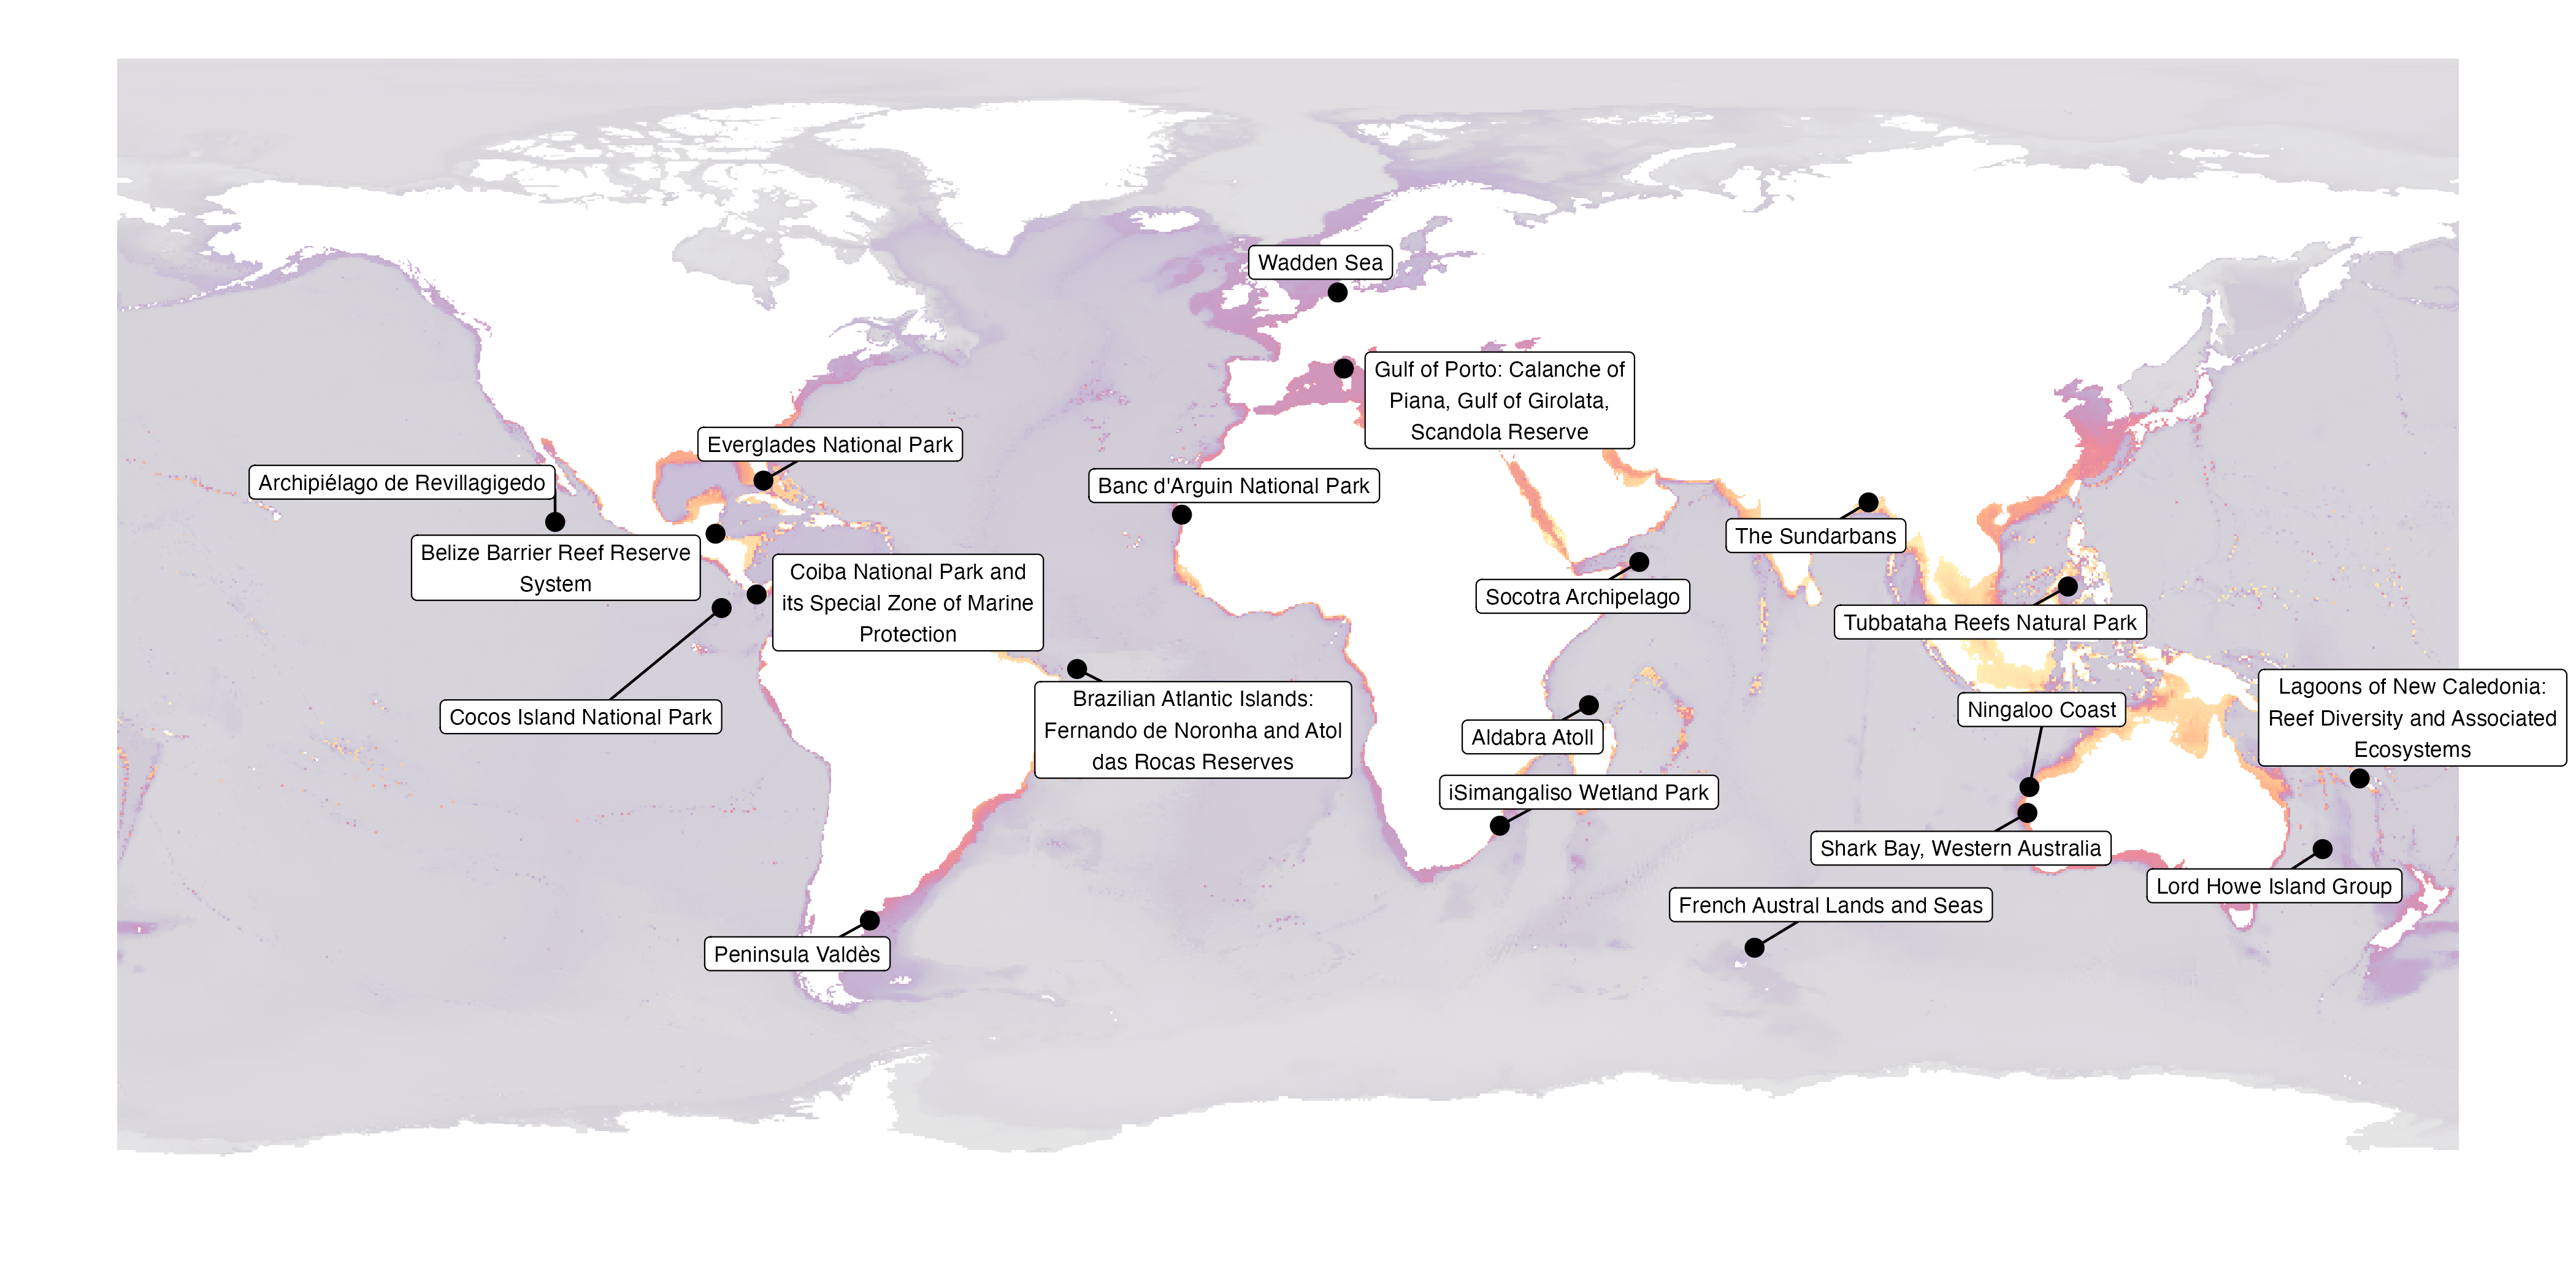 Wadden Sea
Gulf of Porto: Calanche of
Piana, Gulf of Girolata,
Scandola Reserve
Everglades National Park
Archipiélago de Revillagigedo
Banc d'Arguin National Park
The Sundarbans
Belize Barrier Reef Reserve
System
Coiba National Park and
its Special Zone of Marine
Protection
Socotra Archipelago
Tubbataha Reefs Natural Park
Cocos Island National Park
Brazilian Atlantic Islands:
Fernando de Noronha and Atol
das Rocas Reserves
Aldabra Atoll
Ningaloo Coast
Lagoons of New Caledonia:
Reef Diversity and Associated
Ecosystems
iSimangaliso Wetland Park
Shark Bay, Western Australia
Lord Howe Island Group
French Austral Lands and Seas
Peninsula Valdès